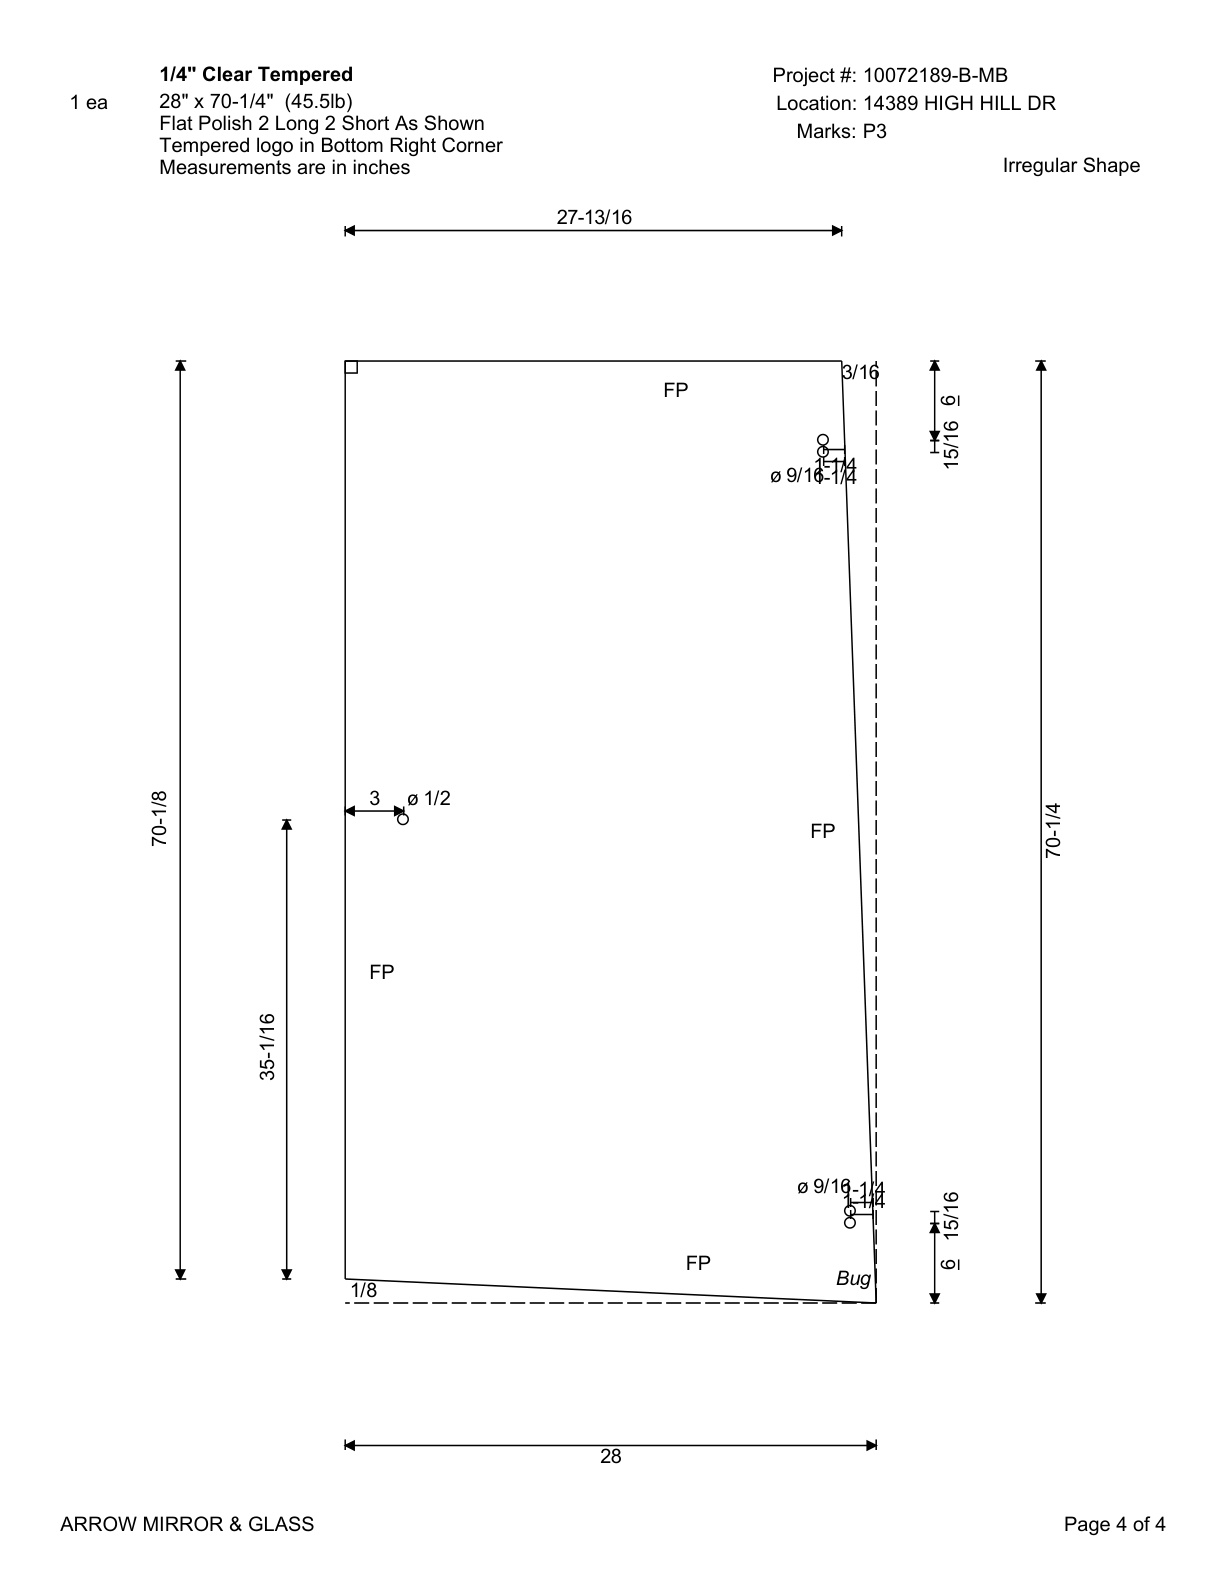 1/4" Clear Tempered
1 ea
28" x 70-1/4" (45.5lb)
Flat Polish 2 Long 2 Short As Shown
Tempered logo in Bottom Right Corner
Measurements are in inches
Project #: 10072189-B-MB
Location: 14389 HIGH HILL DR
Marks: P3
Irregular Shape
27-13/16
3/16
FP
6
15/16
1-1/4
ø 9/16
1-1/4
3
ø 1/2
70-1/8
FP
70-1/4
FP
35-1/16
ø 9/16
1-1/4
1-1/4
15/16
6
FP
Bug
1/8
28
ARROW MIRROR & GLASS
Page 4 of 4